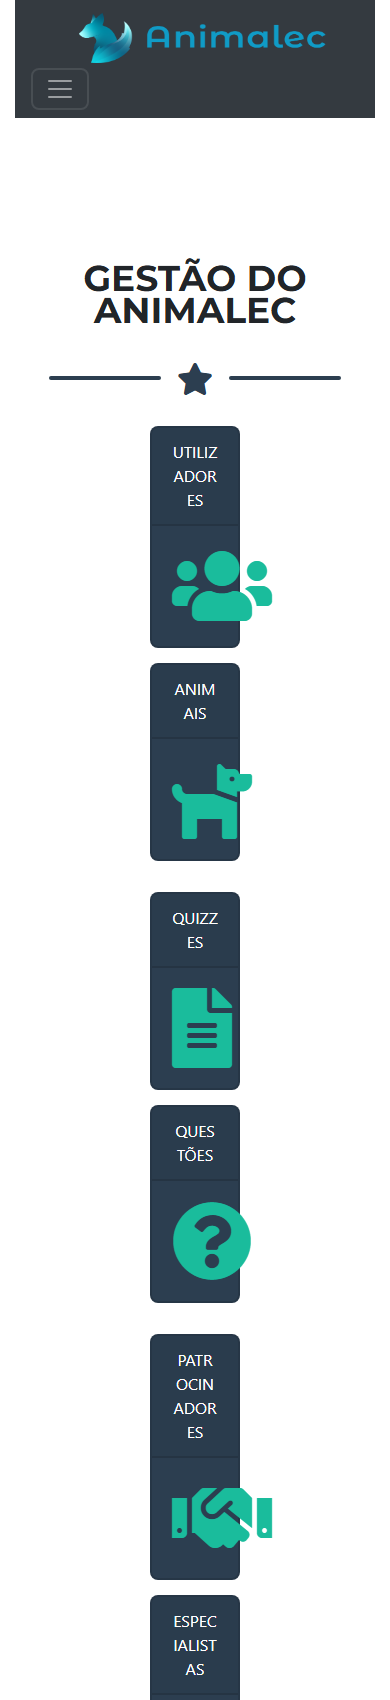 Animalec
GESTÃO DO
ANIMALEC
UTILIZ
ADOR
ES
ANIM
AIS
QUIZZ
ES
QUES
TÕES
PATR
OCIN
ADOR
ES
ESPEC
IALIST
AS